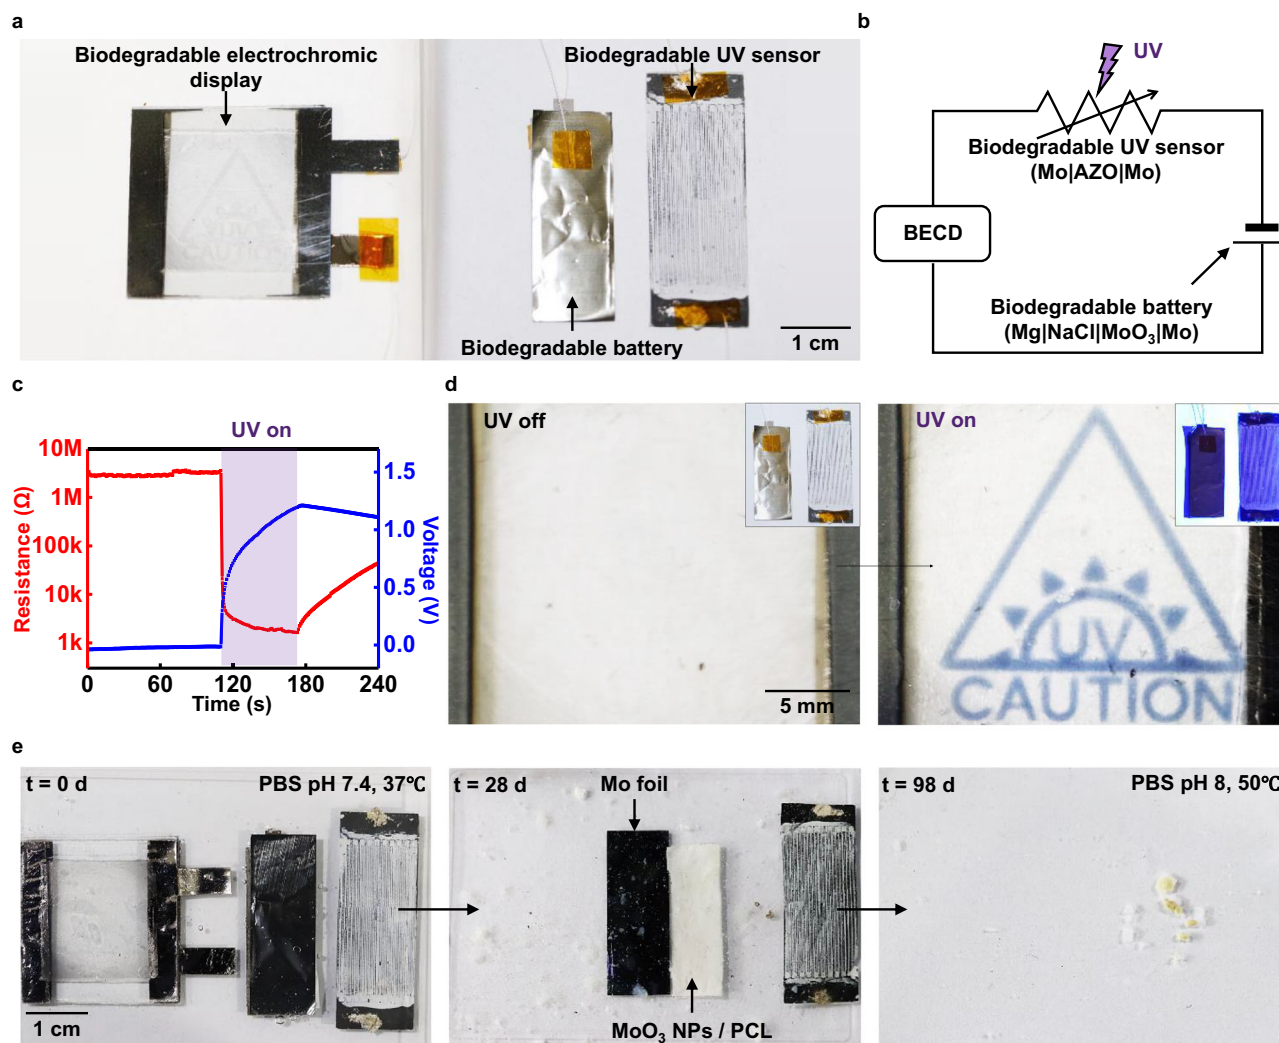 a
Biodegradable electrochromic
display
Biodegradable UV sensor
UV
CAUTION
Biodegradable battery
1 cm
b
UV
Biodegradable UV sensor
(Mo|AZO|Mo)
BECD
Biodegradable battery
(Mg|NaCl|MoO₃|Mo)
c
UV on
10M
1M
100k
10k
1k
Resistance (Ω)
1.5
1.0
0.5
0.0
Voltage (V)
0 60 120 180 240
Time (s)
d
UV off
5 mm
UV on
UV
CAUTION
e
t = 0 d
PBS pH 7.4, 37℃
1 cm
t = 28 d
Mo foil
MoO₃ NPs / PCL
t = 98 d
PBS pH 8, 50℃